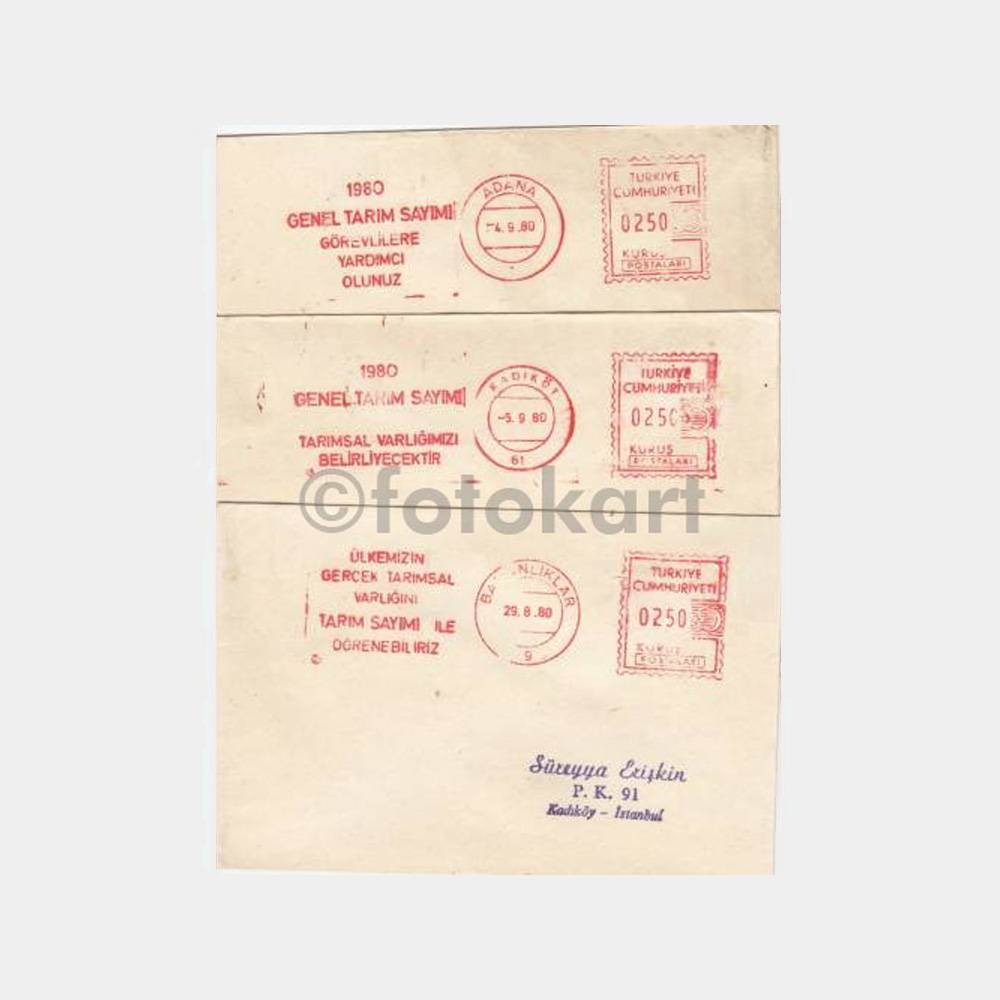 1980
GENEL TARIM SAYIMI
GÖREVLİLERE
YARDIMCI
OLUNUZ
ADANA
-4.9.80
TÜRKİYE
CUMHURİYETİ
0250
KURUŞ
POSTALARI
1980
GENEL TARIM SAYIMI
TARIMSAL VARLIĞIMIZI
BELİRLİYECEKTİR
KADIKÖY
-5.9 80
61
TÜRKİYE
CUMHURİYETİ
0250
KURUŞ
POSTALARI
©fotokart
ÜLKEMİZİN
GERÇEK TARIMSAL
VARLIĞINI
TARIM SAYIMI İLE
ÖĞRENEBİLİRİZ
BAKANLIKLAR
29.8.80
9
TÜRKİYE
CUMHURİYETİ
0250
KURUŞ
POSTALARI
Süreyya Erişkin
P. K. 91
Kadıköy – İstanbul